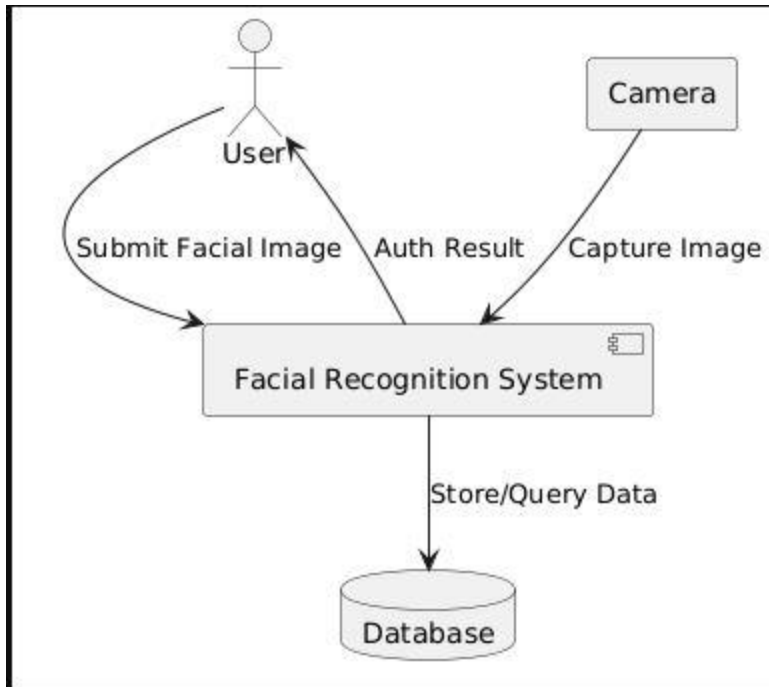 Camera
User
Submit Facial Image
Auth Result
Capture Image
Facial Recognition System
Store/Query Data
Database